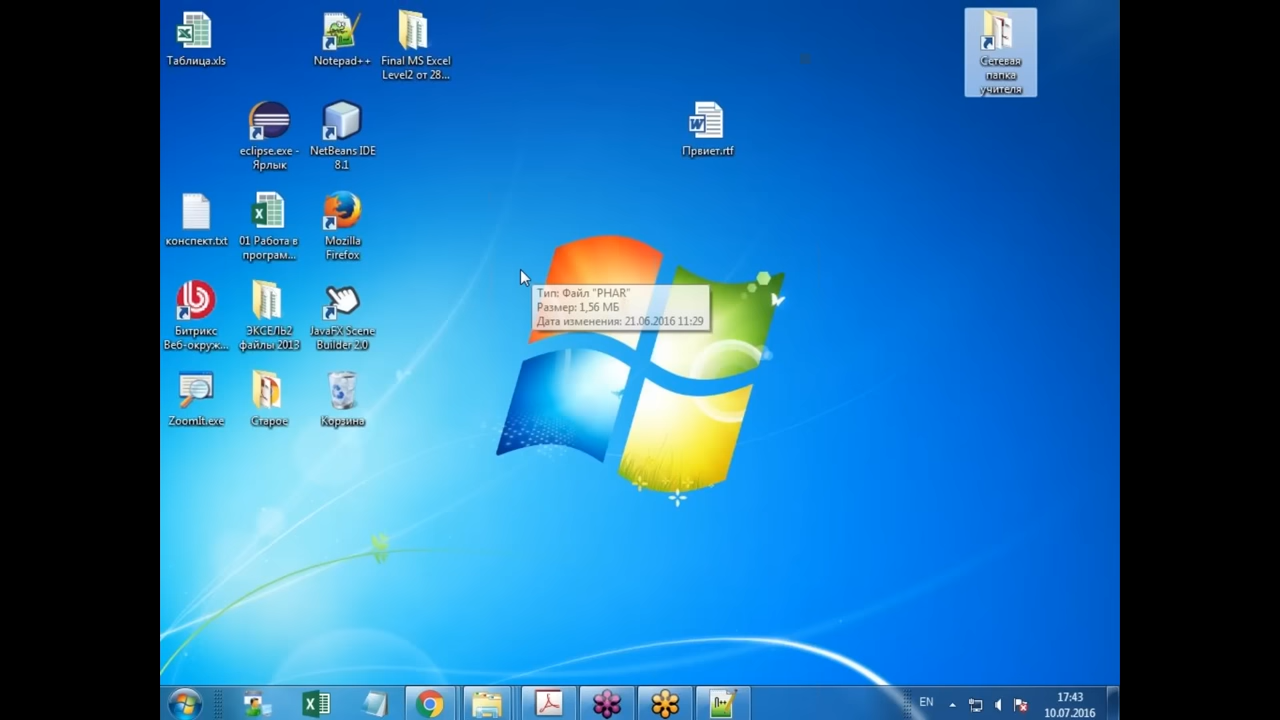 Таблица.xls
Notepad++
Final MS Excel
Level2 от 28...
Сетевая
папка
учителя
eclipse.exe -
Ярлык
NetBeans IDE
8.1
Првиет.rtf
конспект.txt
01 Работа в
програм...
Mozilla
Firefox
Тип: Файл "PHAR"
Размер: 1,56 МБ
Дата изменения: 21.06.2016 11:29
Битрикс
Веб-окруж...
ЭКСЕЛЬ2
файлы 2013
JavaFX Scene
Builder 2.0
ZoomIt.exe
Старое
Корзина
EN
17:43
10.07.2016